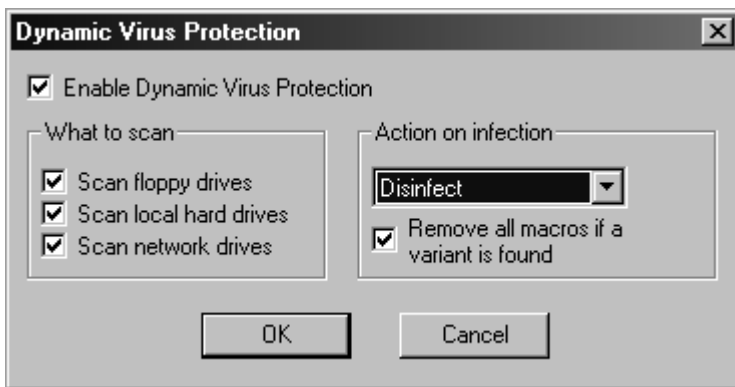 Dynamic Virus Protection
Enable Dynamic Virus Protection
What to scan
Scan floppy drives
Scan local hard drives
Scan network drives
Action on infection
Disinfect
Remove all macros if a
variant is found
OK
Cancel